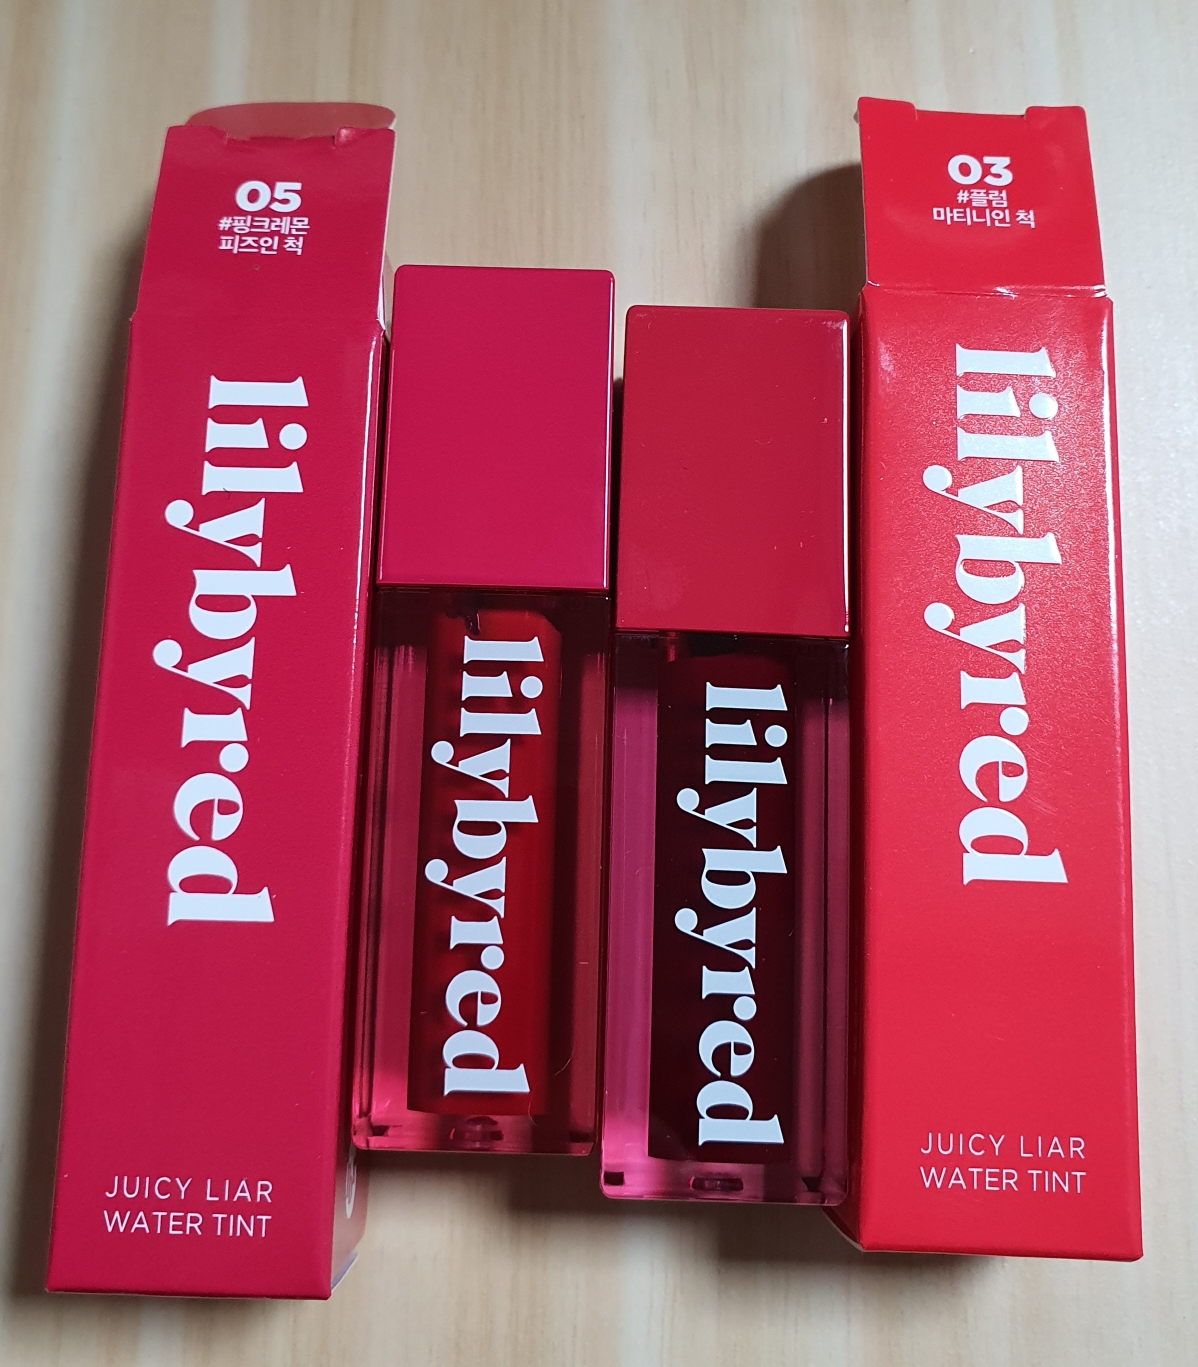 05
#핑크레몬
피즈인 척
lilybyred
JUICY LIAR
WATER TINT
lilybyred
lilybyred
03
#플럼
마티니인 척
lilybyred
JUICY LIAR
WATER TINT